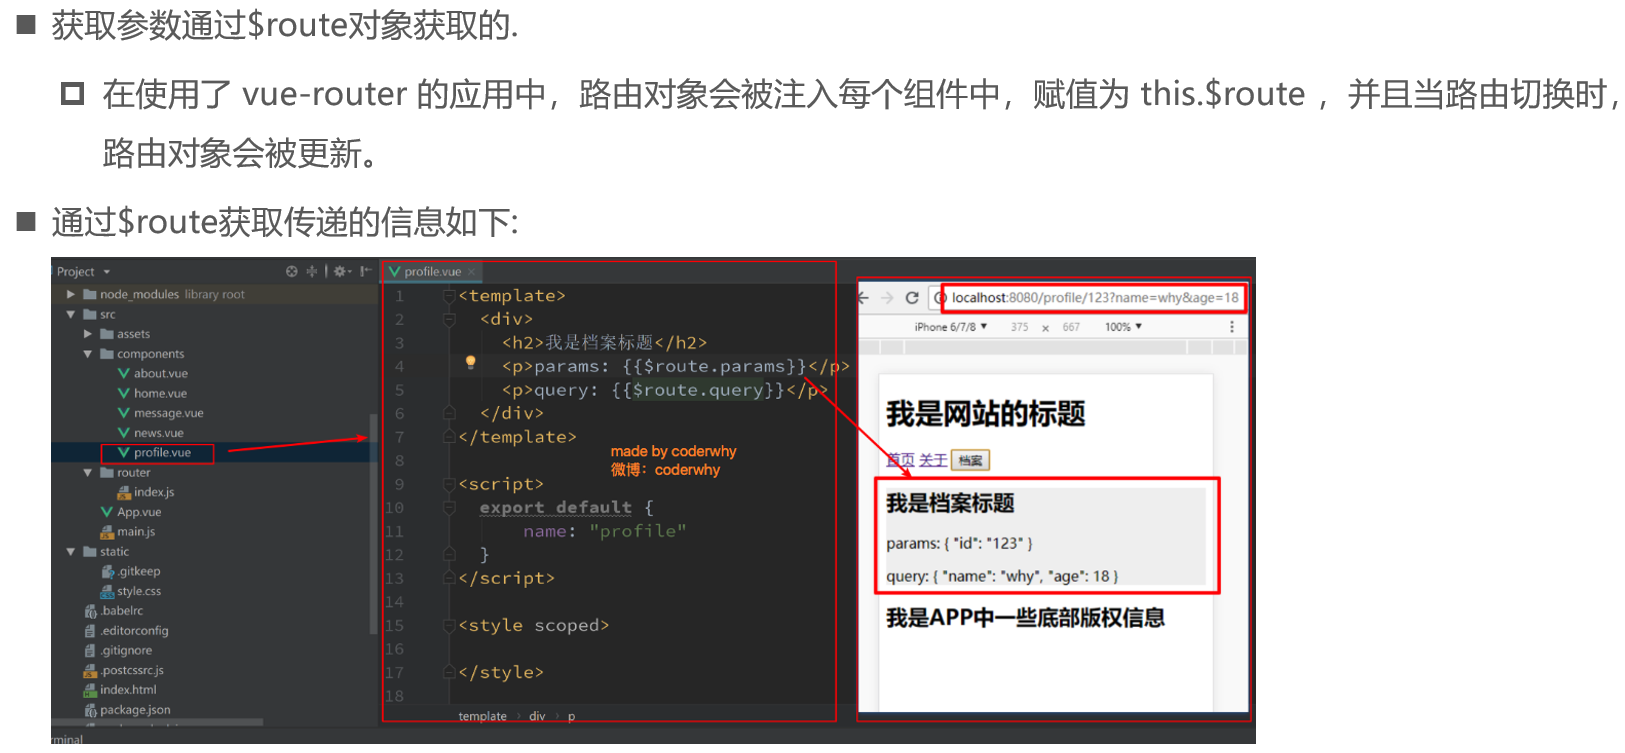 获取参数通过$route对象获取的.
在使用了 vue-router 的应用中，路由对象会被注入每个组件中，赋值为 this.$route ，并且当路由切换时，
路由对象会被更新。
通过$route获取传递的信息如下:
Project
node_modules library root
src
assets
components
about.vue
home.vue
message.vue
news.vue
profile.vue
router
index.js
App.vue
main.js
static
.gitkeep
style.css
.babelrc
.editorconfig
.gitignore
.postcssrc.js
index.html
package.json
profile.vue
1 <template>
2 <div>
3 <h2>我是档案标题</h2>
4 <p>params: {{$route.params}}</p>
5 <p>query: {{$route.query}}</p>
6 </div>
7 </template>
8
9 <script>
10 export default {
11 name: "profile"
12 }
13 </script>
14
15 <style scoped>
16
17 </style>
18
made by coderwhy
微博：coderwhy
template › div › p
localhost:8080/profile/123?name=why&age=18
iPhone 6/7/8 ▼ 375 x 667 100% ▼
我是网站的标题
首页 关于 档案
我是档案标题
params: { "id": "123" }
query: { "name": "why", "age": 18 }
我是APP中一些底部版权信息